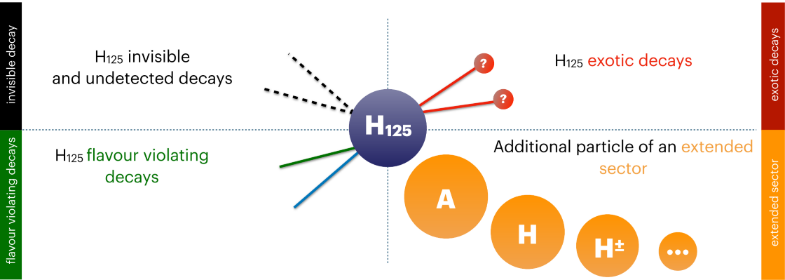 invisible decay
H₁₂₅ invisible
and undetected decays
?
?
H₁₂₅ exotic decays
exotic decays
H₁₂₅
flavour violating decays
H₁₂₅ flavour violating
decays
Additional particle of an extended
sector
A
H
H±
...
extended sector